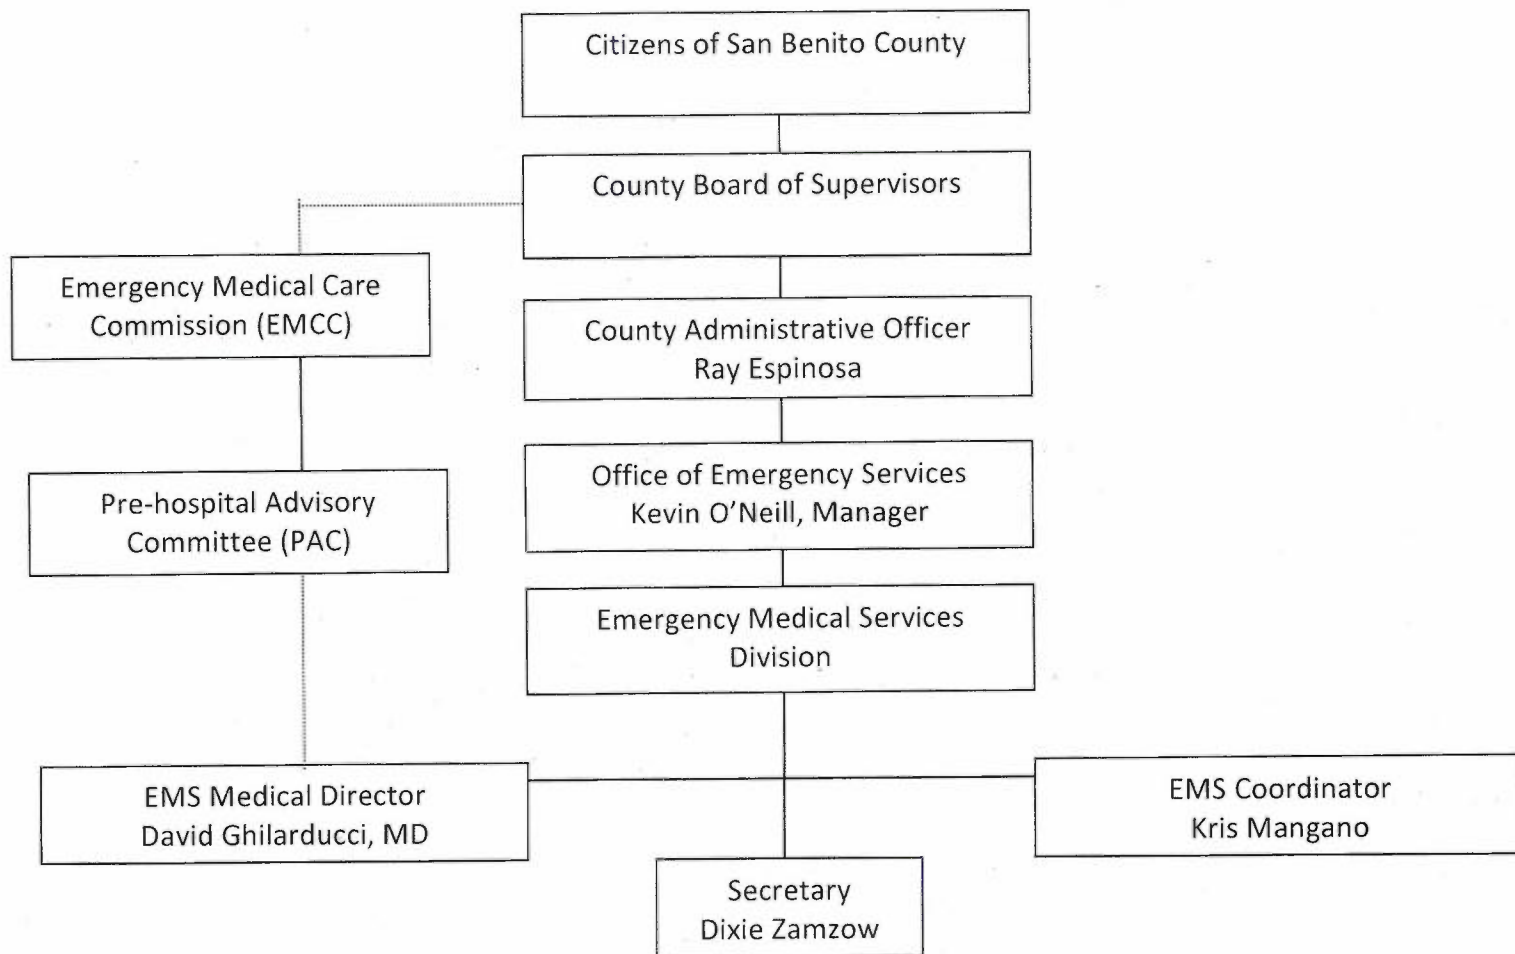 Citizens of San Benito County
County Board of Supervisors
Emergency Medical Care
Commission (EMCC)
County Administrative Officer
Ray Espinosa
Pre-hospital Advisory
Committee (PAC)
Office of Emergency Services
Kevin O’Neill, Manager
Emergency Medical Services
Division
EMS Medical Director
David Ghilarducci, MD
EMS Coordinator
Kris Mangano
Secretary
Dixie Zamzow